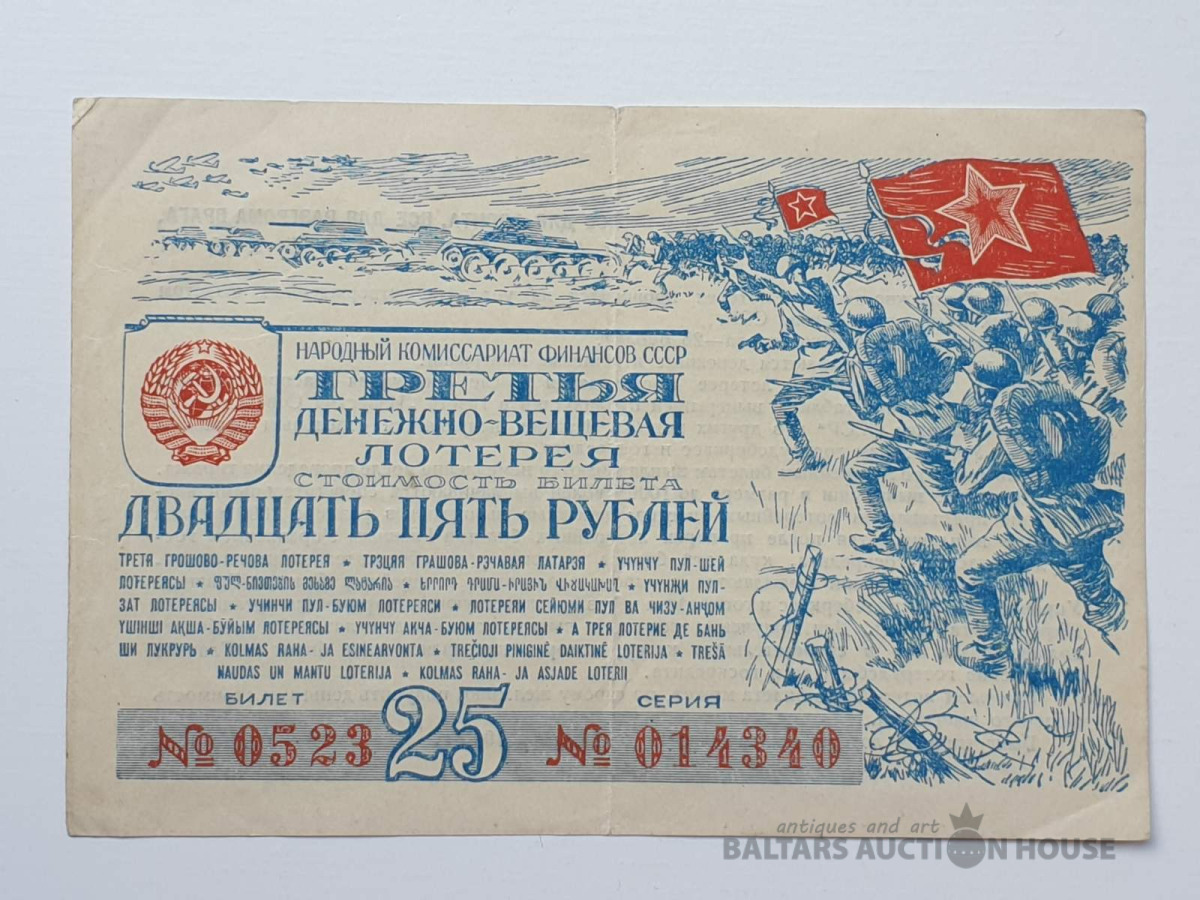 НАРОДНЫЙ КОМИССАРИАТ ФИНАНСОВ СССР
ТРЕТЬЯ
ДЕНЕЖНО-ВЕЩЕВАЯ
ЛОТЕРЕЯ
СТОИМОСТЬ БИЛЕТА
ДВАДЦАТЬ ПЯТЬ РУБЛЕЙ
ТРЕТЯ ГРОШОВО-РЕЧОВА ЛОТЕРЕЯ ★ ТРЭЦЯЯ ГРАШОВА-РЭЧАВАЯ ЛАТАРЭЯ ★ ҮЧҮНЧҮ ПУЛ-ШЕЙ
ЛОТЕРЕЯСЫ ★ ★ ҮЧҮНҖИ ПУЛ-
ЗАТ ЛОТЕРЕЯСЫ ★ УЧИНЧИ ПУЛ-БУЮМ ЛОТЕРЕЯСИ ★ ЛОТЕРЕЯИ СЕЙЮМИ ПУЛ ВА ЧИЗУ-АНҶОМ
ҮШІНШІ АҚША-БҰЙЫМ ЛОТЕРЕЯСЫ ★ ҮЧҮНЧҮ АКЧА-БУЮМ ЛОТЕРЕЯСЫ ★ А ТРЕЯ ЛОТЕРИЕ ДЕ БАНЬ
ШИ ЛУКРУРЬ ★ KOLMAS RAHA- JA ESINEARVONTA ★ TREČIOJI PINIGINĖ DAIKTINĖ LOTERIJA ★ TREŠĀ
NAUDAS UN MANTU LOTERIJA ★ KOLMAS RAHA- JA ASJADE LOTERII
БИЛЕТ СЕРИЯ
№ 0523 25 № 014340
antiques and art
BALTARS AUCTION HOUSE